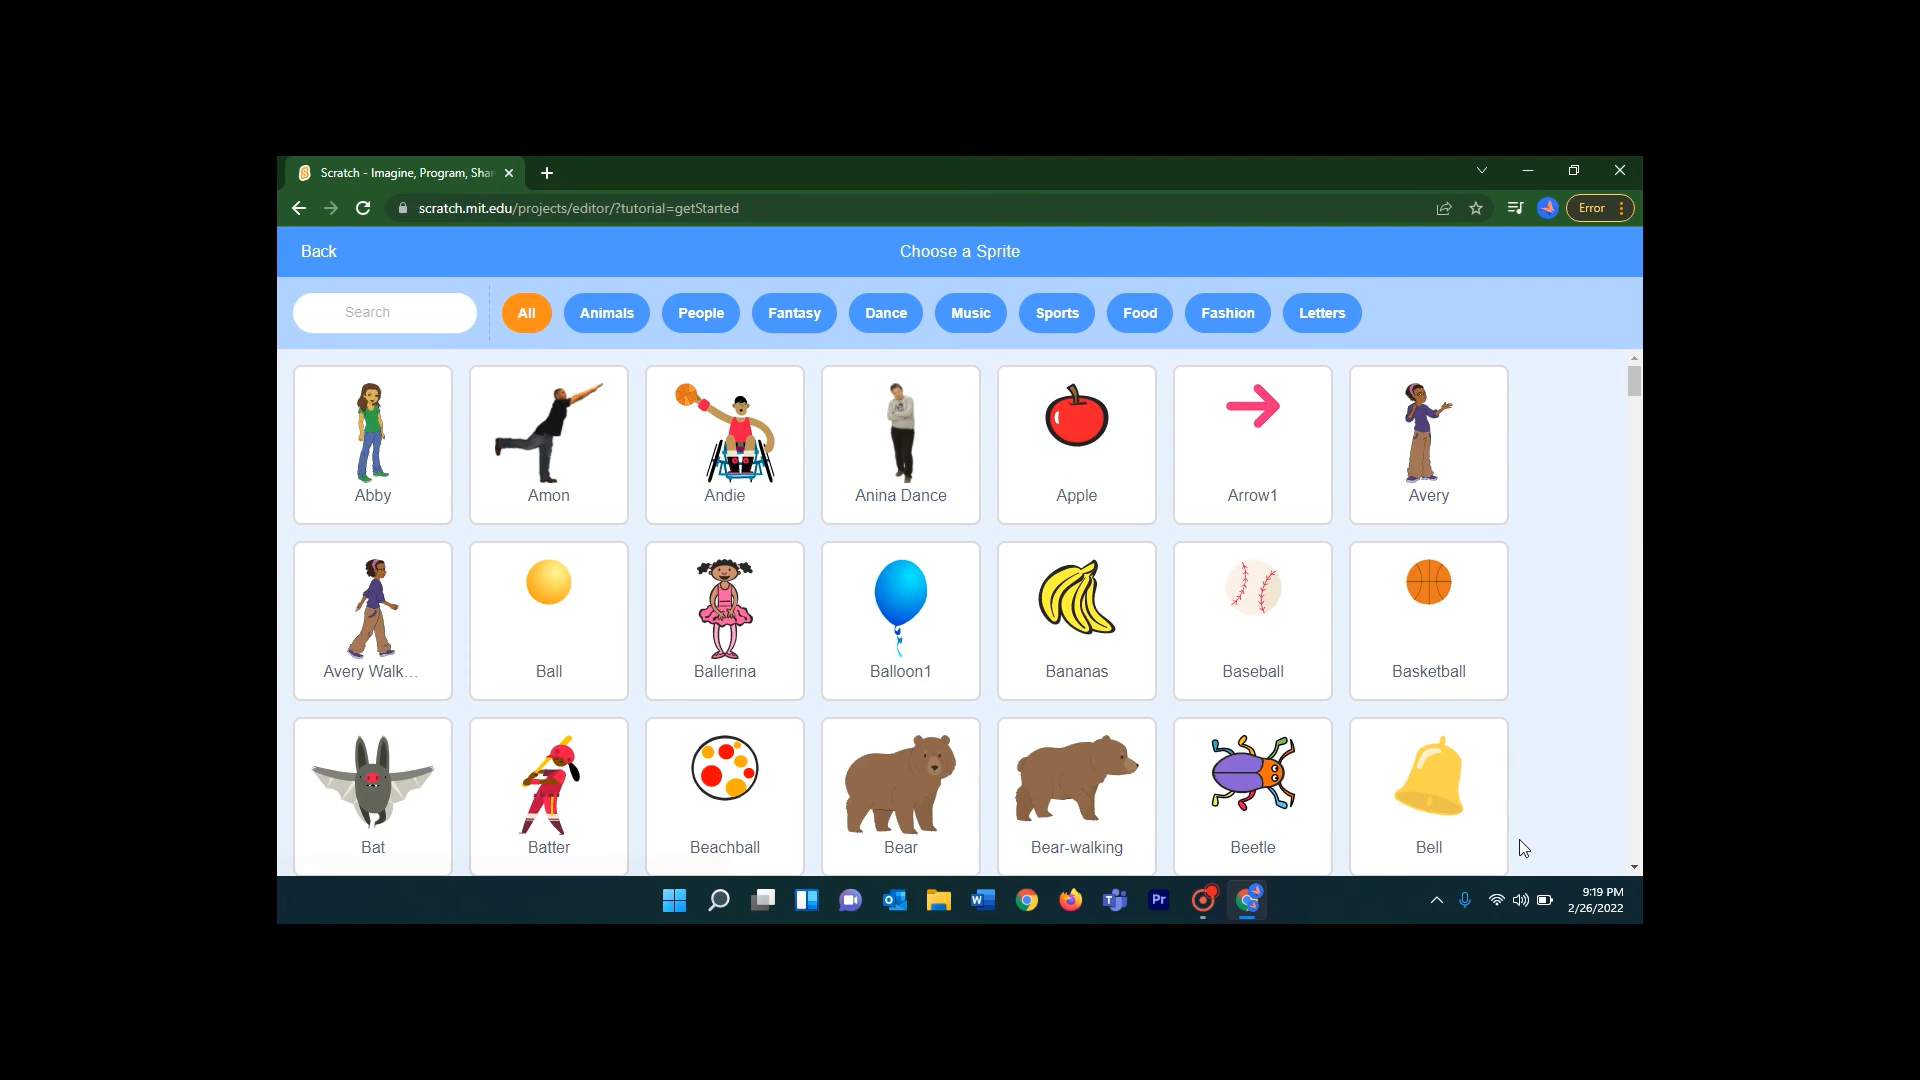 Scratch - Imagine, Program, Shar
scratch.mit.edu/projects/editor/?tutorial=getStarted
Error
Back
Choose a Sprite
Search
All
Animals
People
Fantasy
Dance
Music
Sports
Food
Fashion
Letters
Abby
Amon
Andie
Anina Dance
Apple
Arrow1
Avery
Avery Walk...
Ball
Ballerina
Balloon1
Bananas
Baseball
Basketball
Bat
Batter
Beachball
Bear
Bear-walking
Beetle
Bell
Pr
9:19 PM
2/26/2022